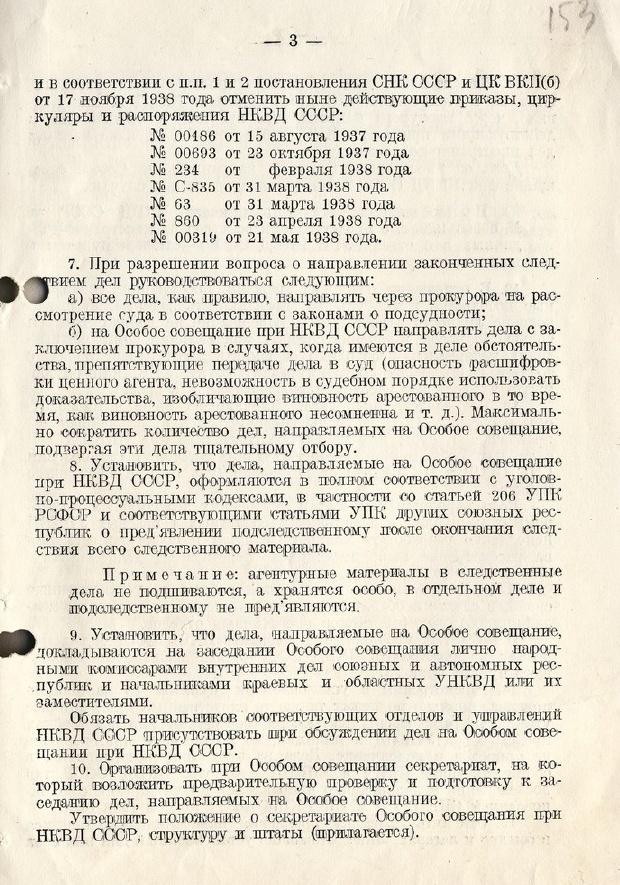 153
— 3 —
и в соответствии с п.п. 1 и 2 постановления СНК СССР и ЦК ВКП(б)
от 17 ноября 1938 года отменить ныне действующие приказы, цир-
куляры и распоряжения НКВД СССР:
№ 00486 от 15 августа 1937 года
№ 00693 от 23 октября 1937 года
№ 234 от февраля 1938 года
№ С-835 от 31 марта 1938 года
№ 63 от 31 марта 1938 года
№ 860 от 23 апреля 1938 года
№ 00319 от 21 мая 1938 года.
7. При разрешении вопроса о направлении законченных след-
твием дел руководствоваться следующим:
а) все дела, как правило, направлять через прокурора на рас-
смотрение суда в соответствии с законами о подсудности;
б) на Особое совещание при НКВД СССР направлять дела с за-
ключением прокурора в случаях, когда имеются в деле обстоятель-
ства, препятствующие передаче дела в суд (опасность расшифров-
ки ценного агента, невозможность в судебном порядке использовать
доказательства, изобличающие виновность арестованного в то вре-
мя, как виновность арестованного несомненна и т. д.). Максималь-
но сократить количество дел, направляемых на Особое совещание,
подвергая эти дела тщательному отбору.
8. Установить, что дела, направляемые на Особое совещание
при НКВД СССР, оформляются в полном соответствии с уголов-
но-процессуальными кодексами, в частности со статьей 206 УПК
РСФСР и соответствующими статьями УПК других союзных рес-
публик о пред'явлении подследственному после окончания след-
ствия всего следственного материала.
Примечание: агентурные материалы в следственные
дела не подшиваются, а хранятся особо, в отдельном деле и
подследственному не пред'являются.
9. Установить, что дела, направляемые на Особое совещание,
докладываются на заседании Особого совещания лично народ-
ными комиссарами внутренних дел союзных и автономных рес-
публик и начальниками краевых и областных УНКВД или их
заместителями.
Обязать начальников соответствующих отделов и управлений
НКВД СССР присутствовать при обсуждении дел на Особом сове-
щании при НКВД СССР.
10. Организовать при Особом совещании секретариат, на ко-
торый возложить предварительную проверку и подготовку к за-
седанию дел, направляемых на Особое совещание.
Утвердить положение о секретариате Особого совещания при
НКВД СССР, структуру и штаты (прилагается).